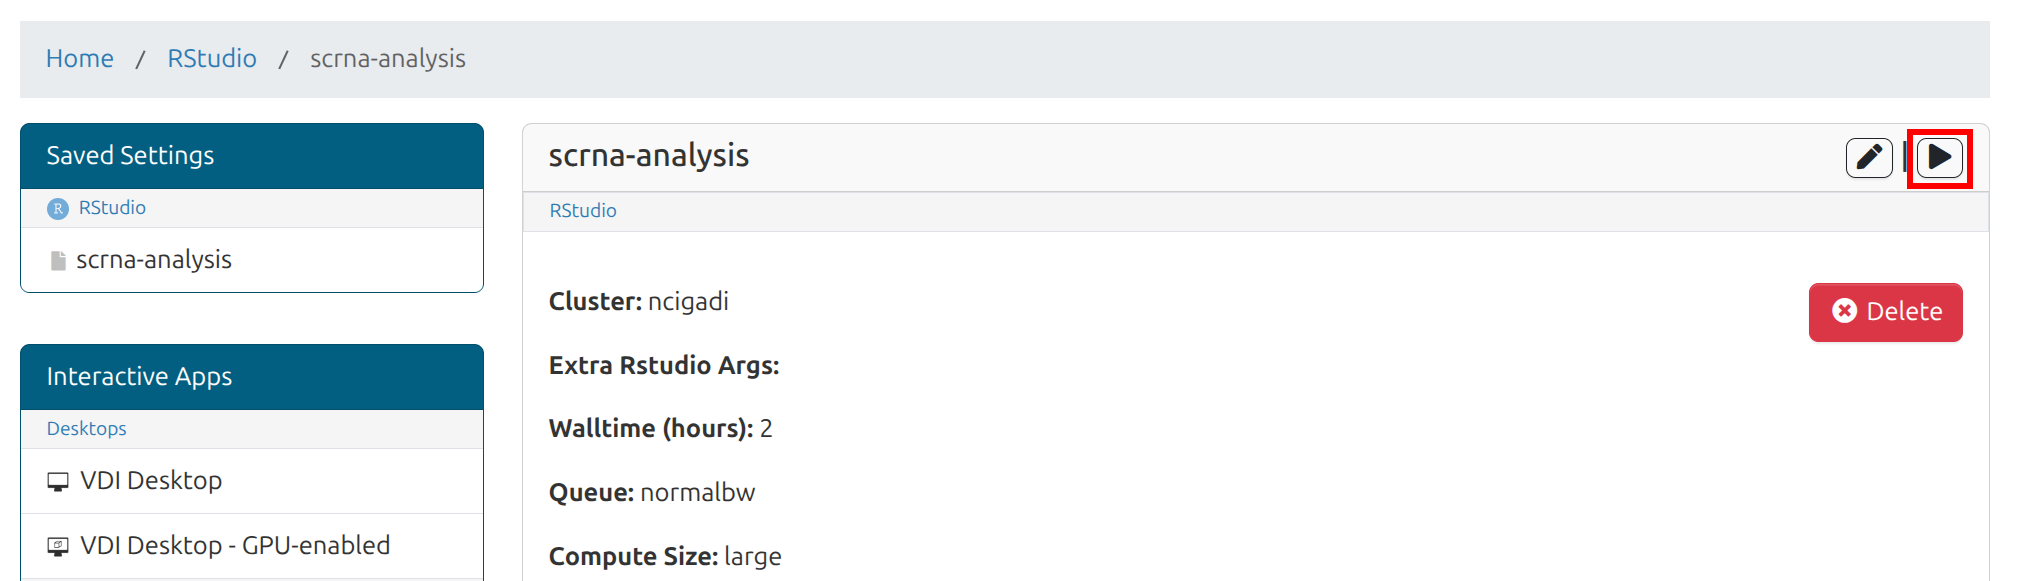 Home / RStudio / scrna-analysis
Saved Settings
R RStudio
scrna-analysis
Interactive Apps
Desktops
VDI Desktop
VDI Desktop - GPU-enabled
scrna-analysis
|
RStudio
Cluster: ncigadi
Delete
Extra Rstudio Args:
Walltime (hours): 2
Queue: normalbw
Compute Size: large